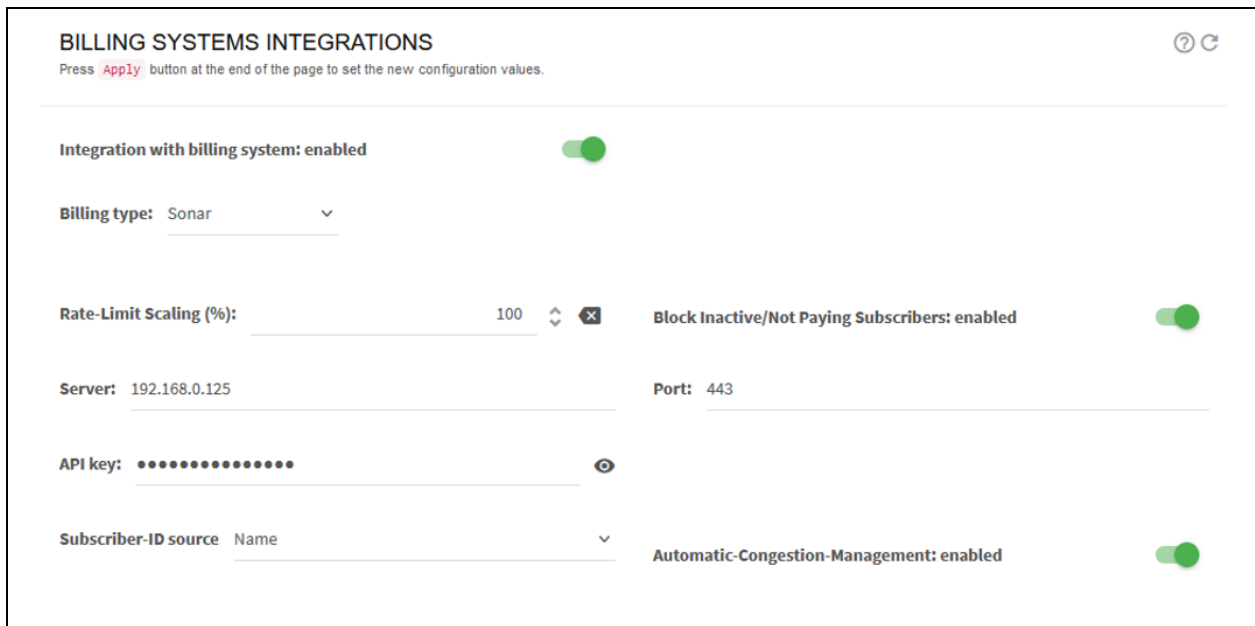 BILLING SYSTEMS INTEGRATIONS
Press Apply button at the end of the page to set the new configuration values.
Integration with billing system: enabled
Billing type: Sonar
Rate-Limit Scaling (%): 100
Block Inactive/Not Paying Subscribers: enabled
Server: 192.168.0.125
Port: 443
API key: •••••••••••••••
Subscriber-ID source Name
Automatic-Congestion-Management: enabled